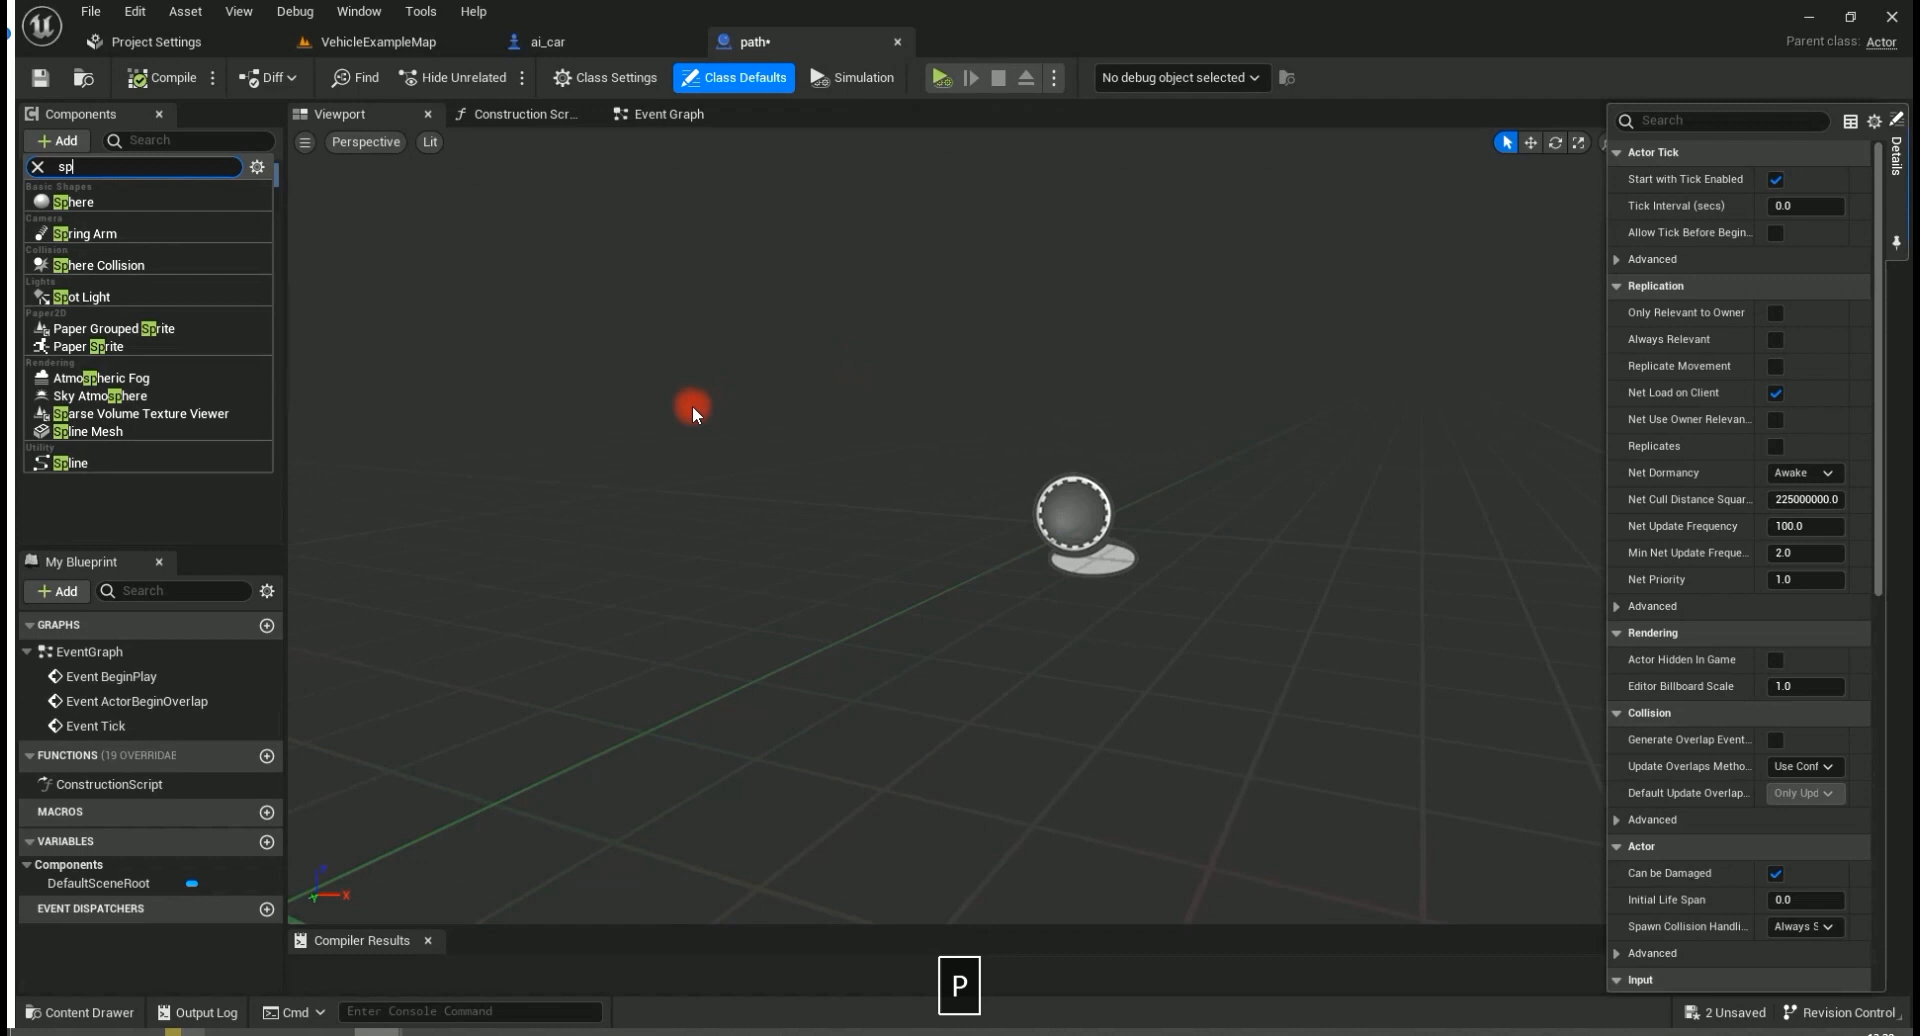 File Edit Asset View Debug Window Tools Help
Project Settings VehicleExampleMap ai_car path•
Parent class: Actor
Compile Diff Find Hide Unrelated Class Settings Class Defaults Simulation No debug object selected
Components Viewport Construction Scr... Event Graph
Add Search
Perspective Lit
sp
Basic Shapes
Sphere
Camera
Spring Arm
Collision
Sphere Collision
Lights
Spot Light
Paper2D
Paper Grouped Sprite
Paper Sprite
Rendering
Atmospheric Fog
Sky Atmosphere
Sparse Volume Texture Viewer
Spline Mesh
Utility
Spline
My Blueprint
Add Search
GRAPHS
EventGraph
Event BeginPlay
Event ActorBeginOverlap
Event Tick
FUNCTIONS (19 OVERRIDAB
ConstructionScript
MACROS
VARIABLES
Components
DefaultSceneRoot
EVENT DISPATCHERS
X
Compiler Results
P
Search
Details
Actor Tick
Start with Tick Enabled
Tick Interval (secs) 0.0
Allow Tick Before Begin...
Advanced
Replication
Only Relevant to Owner
Always Relevant
Replicate Movement
Net Load on Client
Net Use Owner Relevan...
Replicates
Net Dormancy Awake
Net Cull Distance Squar... 225000000.0
Net Update Frequency 100.0
Min Net Update Freque... 2.0
Net Priority 1.0
Advanced
Rendering
Actor Hidden In Game
Editor Billboard Scale 1.0
Collision
Generate Overlap Event...
Update Overlaps Metho... Use Conf
Default Update Overlap... Only Upd
Advanced
Actor
Can be Damaged
Initial Life Span 0.0
Spawn Collision Handli... Always S
Advanced
Input
Content Drawer Output Log Cmd Enter Console Command 2 Unsaved Revision Control